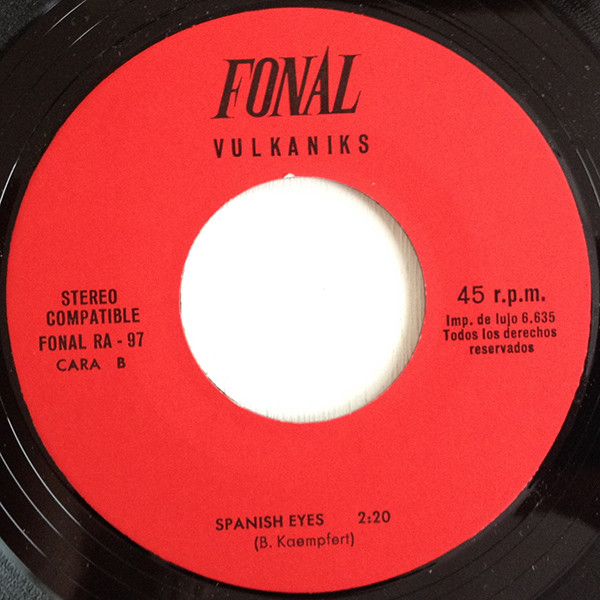 FONAL
VULKANIKS
STEREO
COMPATIBLE
FONAL RA - 97
CARA B
45 r.p.m.
Imp. de lujo 6.635
Todos los derechos
reservados
SPANISH EYES 2:20
(B. Kaempfert)